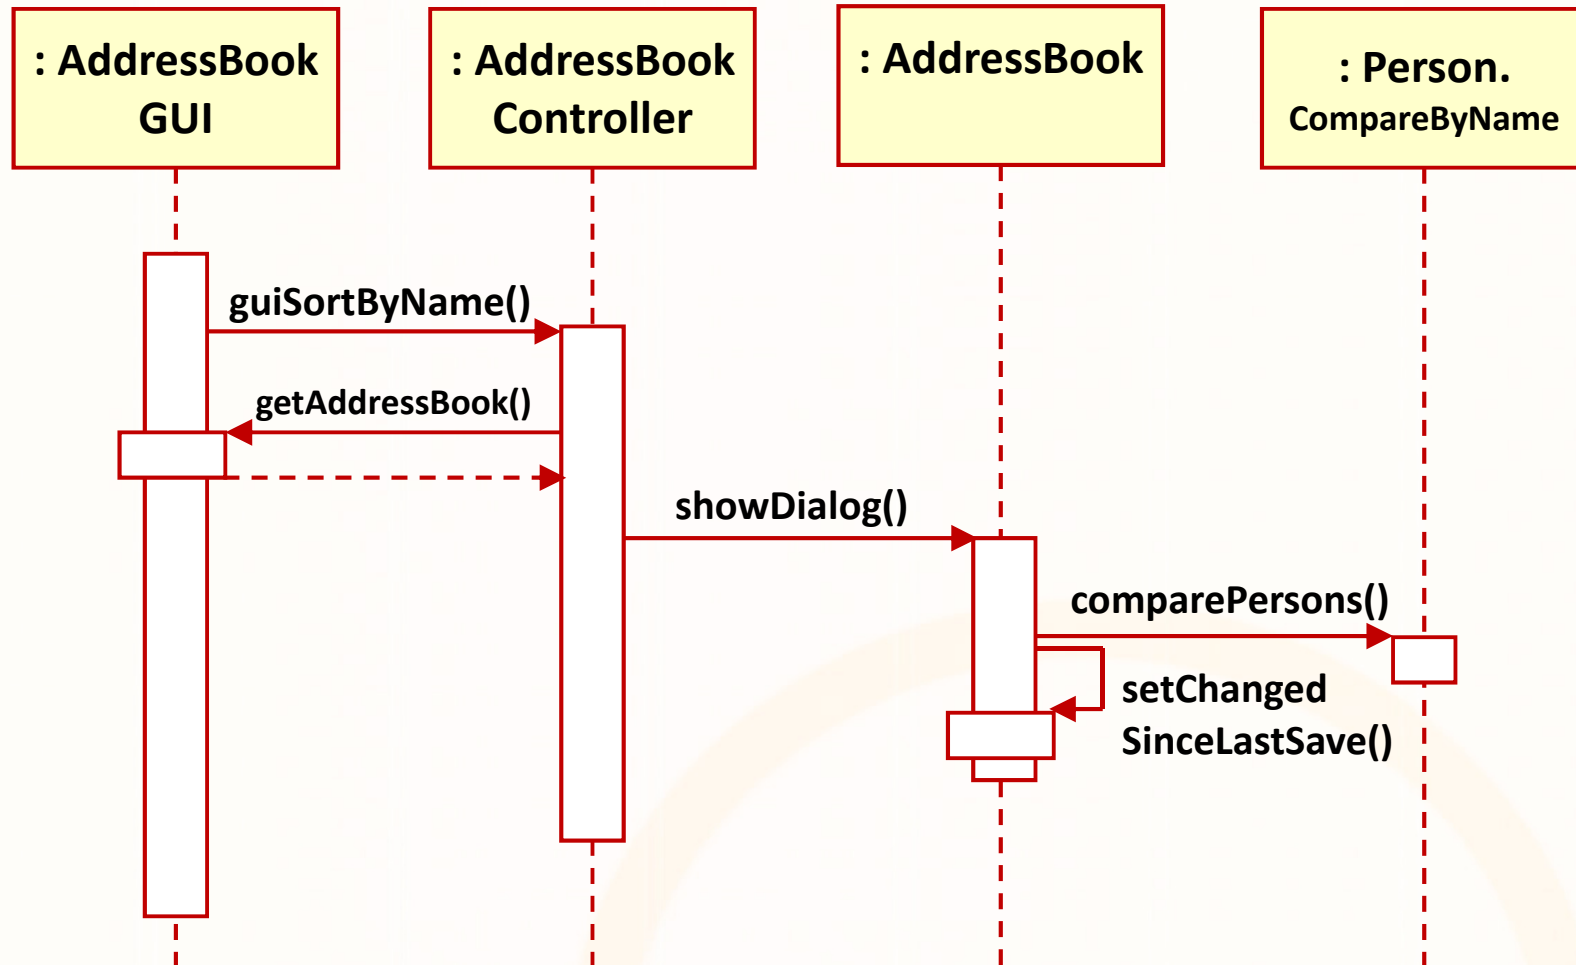 : AddressBook
GUI
: AddressBook
Controller
: AddressBook
: Person.
CompareByName
guiSortByName()
getAddressBook()
showDialog()
comparePersons()
setChanged
SinceLastSave()